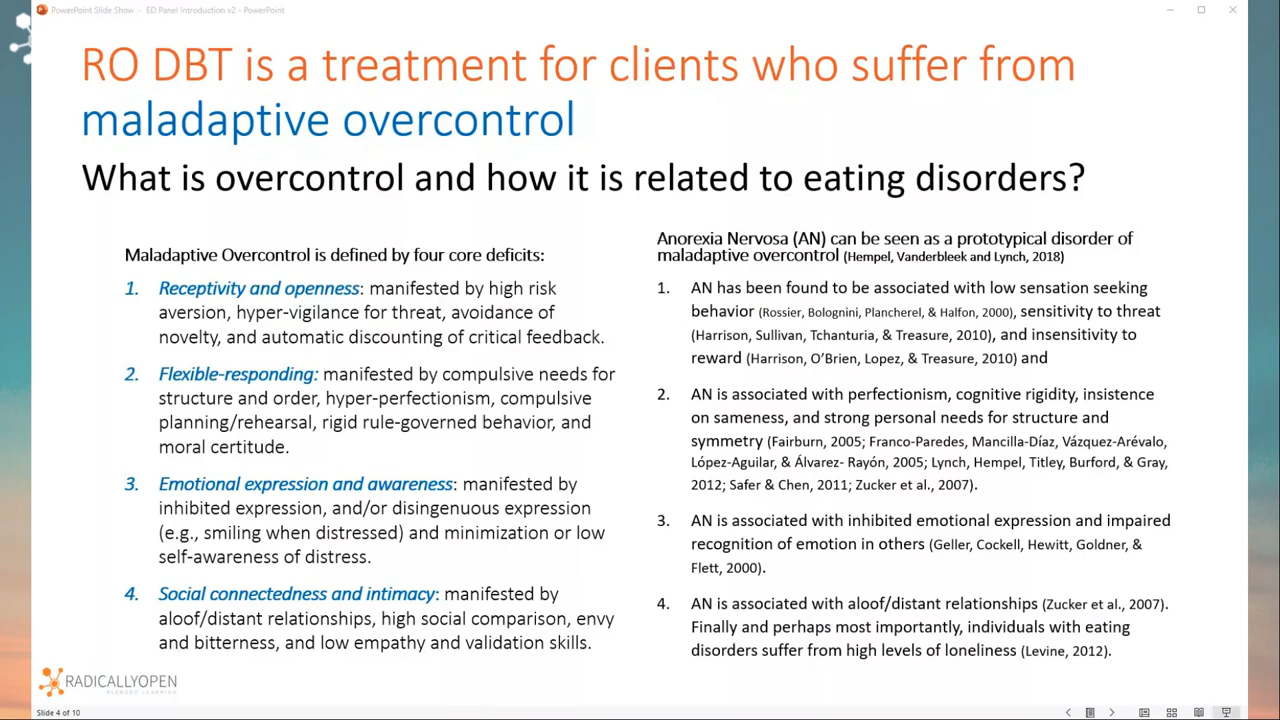 PowerPoint Slide Show - ED Panel Introduction v2 - PowerPoint
RO DBT is a treatment for clients who suffer from
maladaptive overcontrol
What is overcontrol and how it is related to eating disorders?
Maladaptive Overcontrol is defined by four core deficits:
1. Receptivity and openness: manifested by high risk
aversion, hyper-vigilance for threat, avoidance of
novelty, and automatic discounting of critical feedback.
2. Flexible-responding: manifested by compulsive needs for
structure and order, hyper-perfectionism, compulsive
planning/rehearsal, rigid rule-governed behavior, and
moral certitude.
3. Emotional expression and awareness: manifested by
inhibited expression, and/or disingenuous expression
(e.g., smiling when distressed) and minimization or low
self-awareness of distress.
4. Social connectedness and intimacy: manifested by
aloof/distant relationships, high social comparison, envy
and bitterness, and low empathy and validation skills.
Anorexia Nervosa (AN) can be seen as a prototypical disorder of
maladaptive overcontrol (Hempel, Vanderbleek and Lynch, 2018)
1. AN has been found to be associated with low sensation seeking
behavior (Rossier, Bolognini, Plancherel, & Halfon, 2000), sensitivity to threat
(Harrison, Sullivan, Tchanturia, & Treasure, 2010), and insensitivity to
reward (Harrison, O’Brien, Lopez, & Treasure, 2010) and
2. AN is associated with perfectionism, cognitive rigidity, insistence
on sameness, and strong personal needs for structure and
symmetry (Fairburn, 2005; Franco-Paredes, Mancilla-Díaz, Vázquez-Arévalo,
López-Aguilar, & Álvarez- Rayón, 2005; Lynch, Hempel, Titley, Burford, & Gray,
2012; Safer & Chen, 2011; Zucker et al., 2007).
3. AN is associated with inhibited emotional expression and impaired
recognition of emotion in others (Geller, Cockell, Hewitt, Goldner, &
Flett, 2000).
4. AN is associated with aloof/distant relationships (Zucker et al., 2007).
Finally and perhaps most importantly, individuals with eating
disorders suffer from high levels of loneliness (Levine, 2012).
RADICALLYOPEN
BLENDED LEARNING
Slide 4 of 10